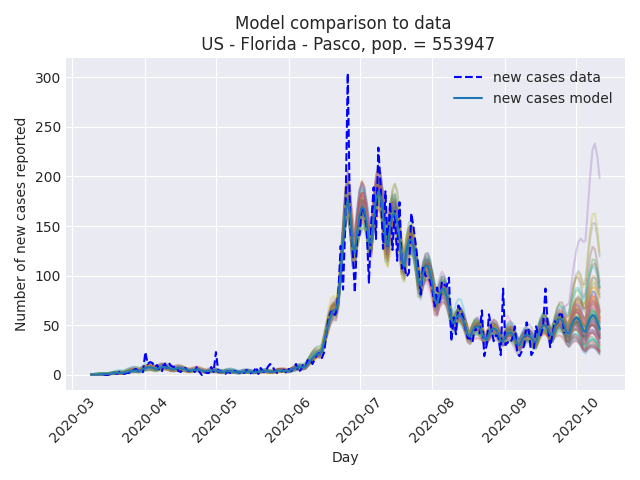 Model comparison to data
US - Florida - Pasco, pop. = 553947
new cases data
new cases model
Number of new cases reported
300
250
200
150
100
50
0
2020-03
2020-04
2020-05
2020-06
2020-07
2020-08
2020-09
2020-10
Day